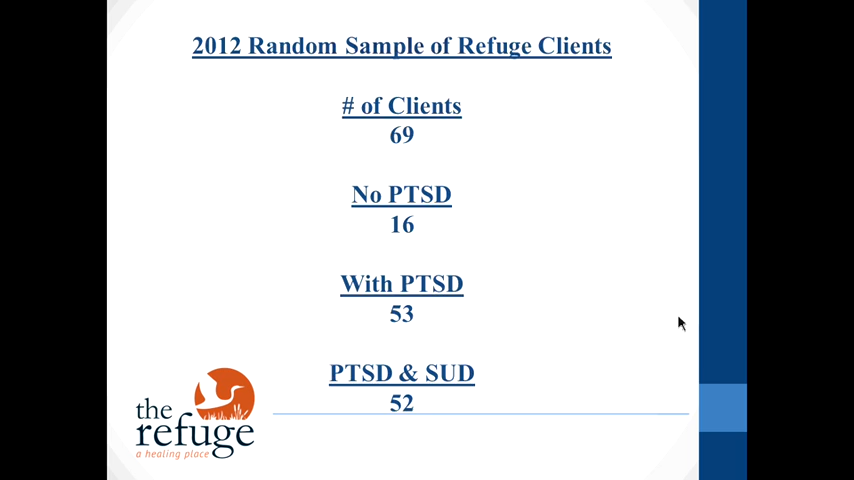 2012 Random Sample of Refuge Clients
# of Clients
69
No PTSD
16
With PTSD
53
PTSD & SUD
52
the
refuge
a healing place